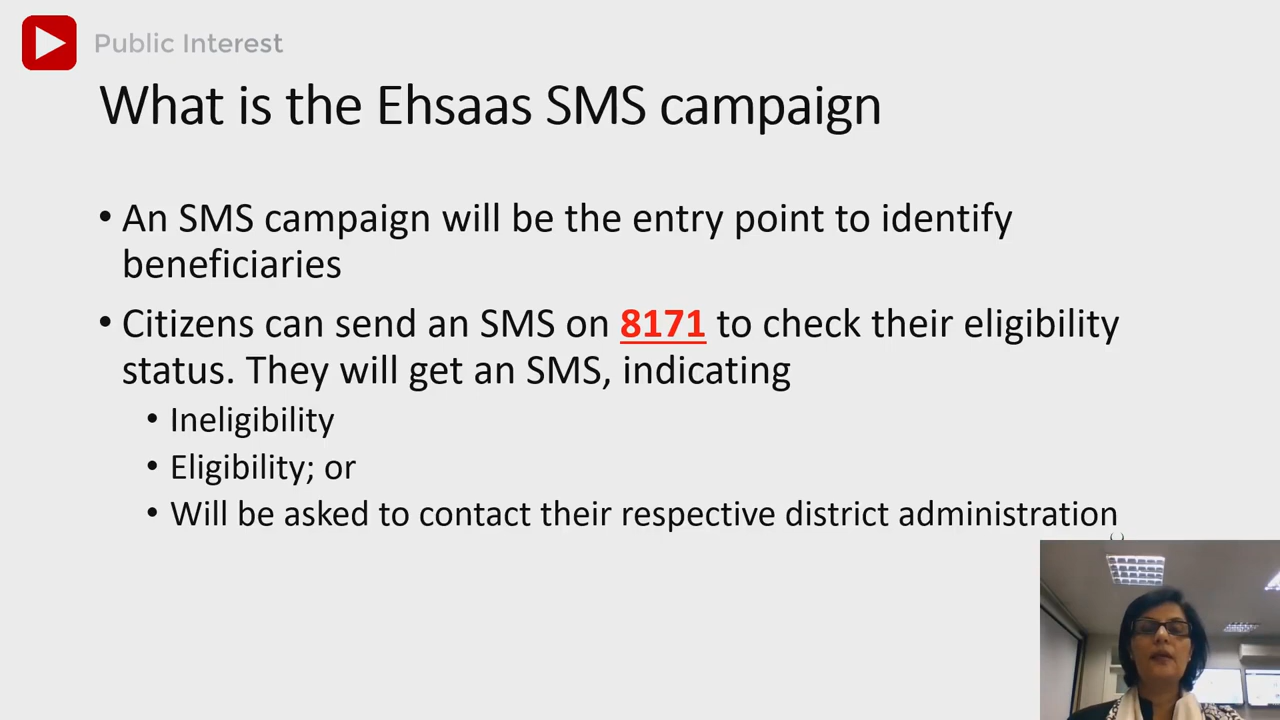 Public Interest
What is the Ehsaas SMS campaign
• An SMS campaign will be the entry point to identify
beneficiaries
• Citizens can send an SMS on 8171 to check their eligibility
status. They will get an SMS, indicating
• Ineligibility
• Eligibility; or
• Will be asked to contact their respective district administration